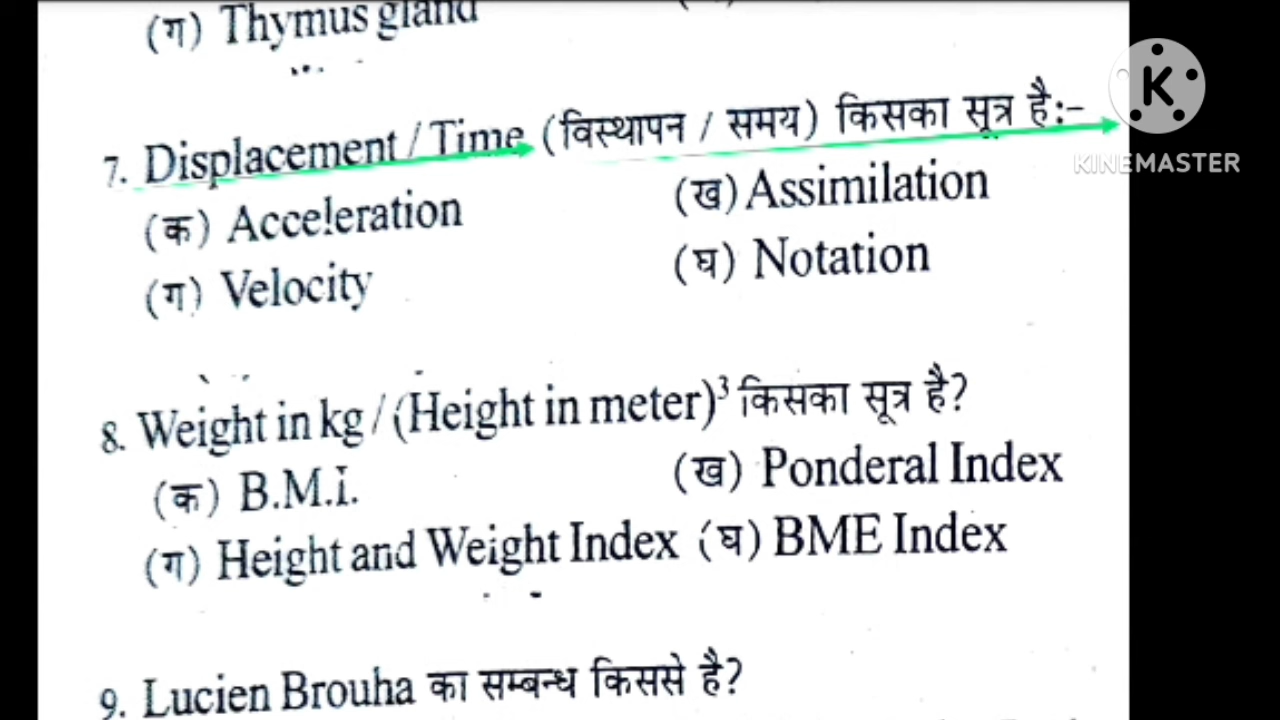 (ग) Thymus gland
7. Displacement / Time (विस्थापन / समय) किसका सूत्र है:-
(क) Acceleration (ख) Assimilation
(ग) Velocity (घ) Notation
8. Weight in kg / (Height in meter)³ किसका सूत्र है?
(क) B.M.i. (ख) Ponderal Index
(ग) Height and Weight Index (घ) BME Index
9. Lucien Brouha का सम्बन्ध किससे है?
K
KINEMASTER